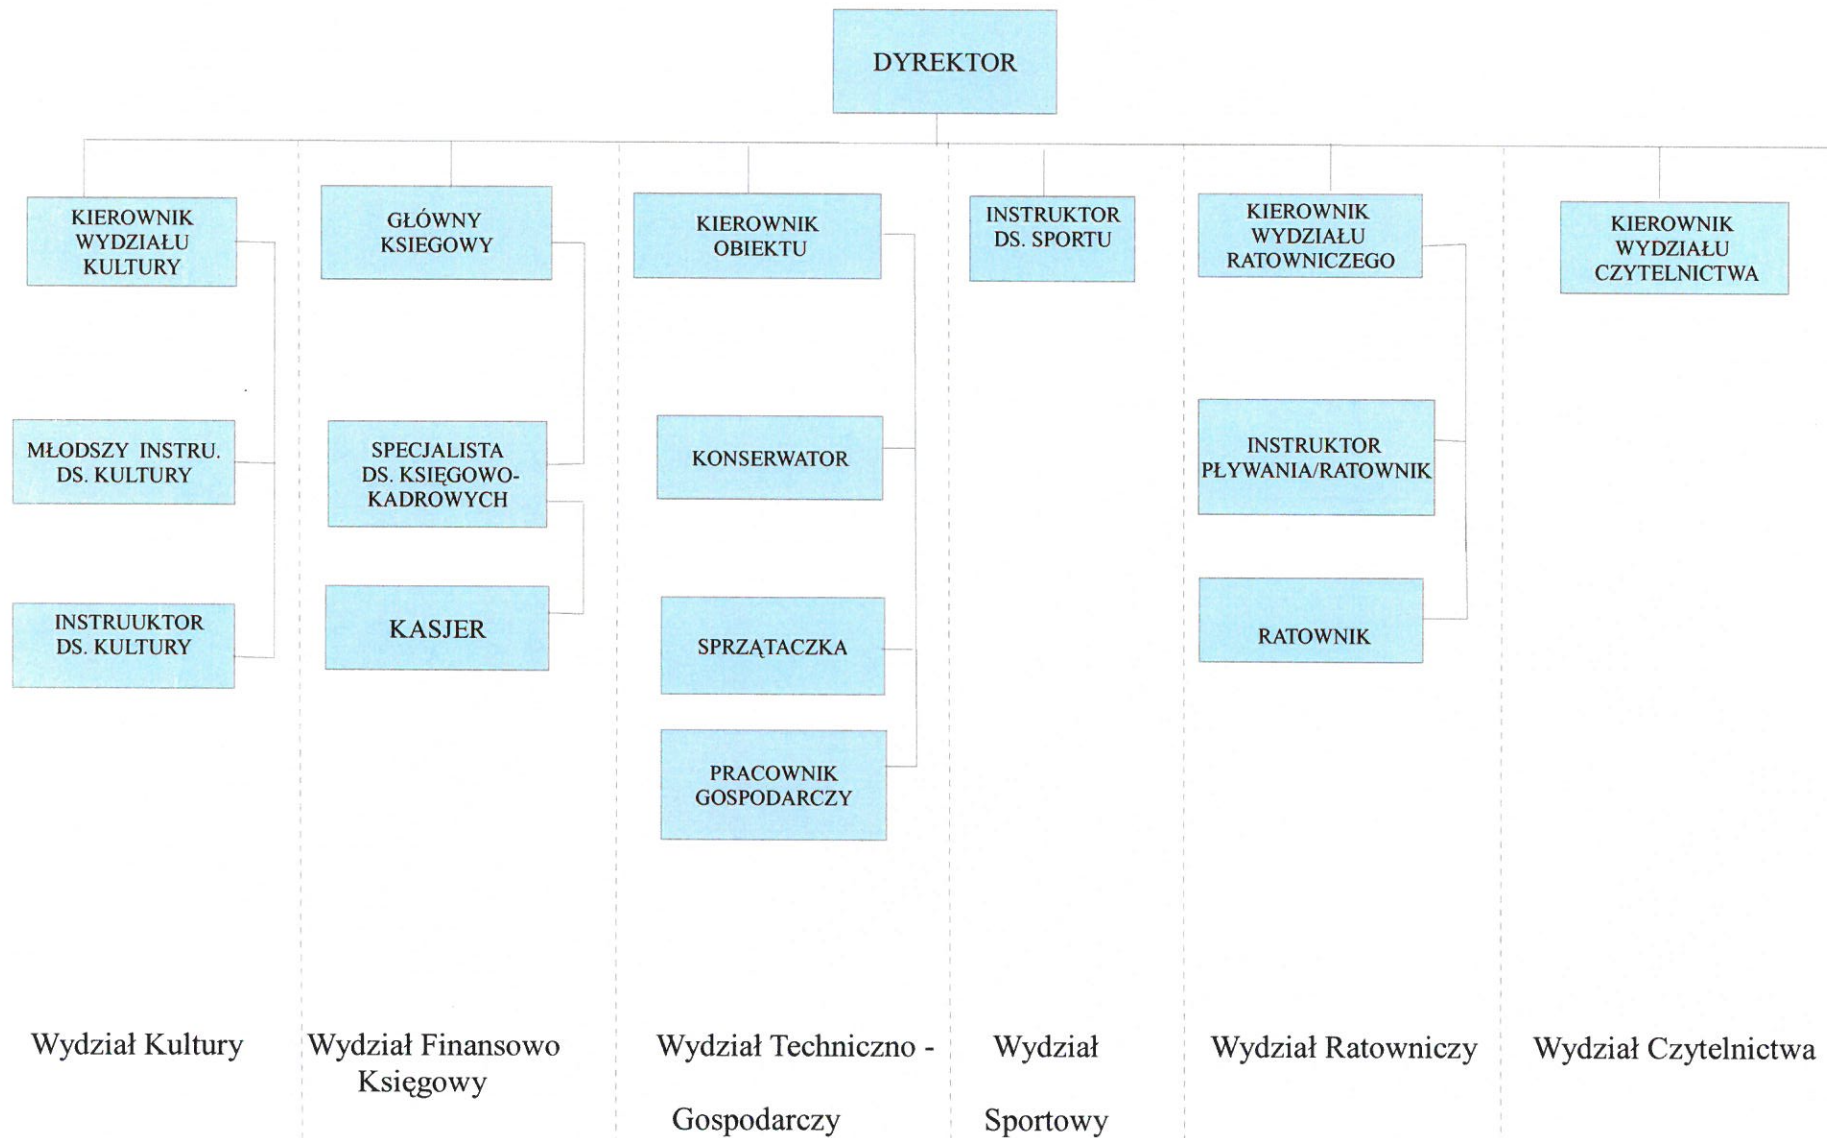 DYREKTOR
KIEROWNIK
WYDZIAŁU
KULTURY
MŁODSZY INSTRU.
DS. KULTURY
INSTRUUKTOR
DS. KULTURY
GŁÓWNY
KSIEGOWY
SPECJALISTA
DS. KSIĘGOWO-
KADROWYCH
KASJER
KIEROWNIK
OBIEKTU
KONSERWATOR
SPRZĄTACZKA
PRACOWNIK
GOSPODARCZY
INSTRUKTOR
DS. SPORTU
KIEROWNIK
WYDZIAŁU
RATOWNICZEGO
INSTRUKTOR
PŁYWANIA/RATOWNIK
RATOWNIK
KIEROWNIK
WYDZIAŁU
CZYTELNICTWA
Wydział Kultury
Wydział Finansowo
Księgowy
Wydział Techniczno -
Gospodarczy
Wydział
Sportowy
Wydział Ratowniczy
Wydział Czytelnictwa